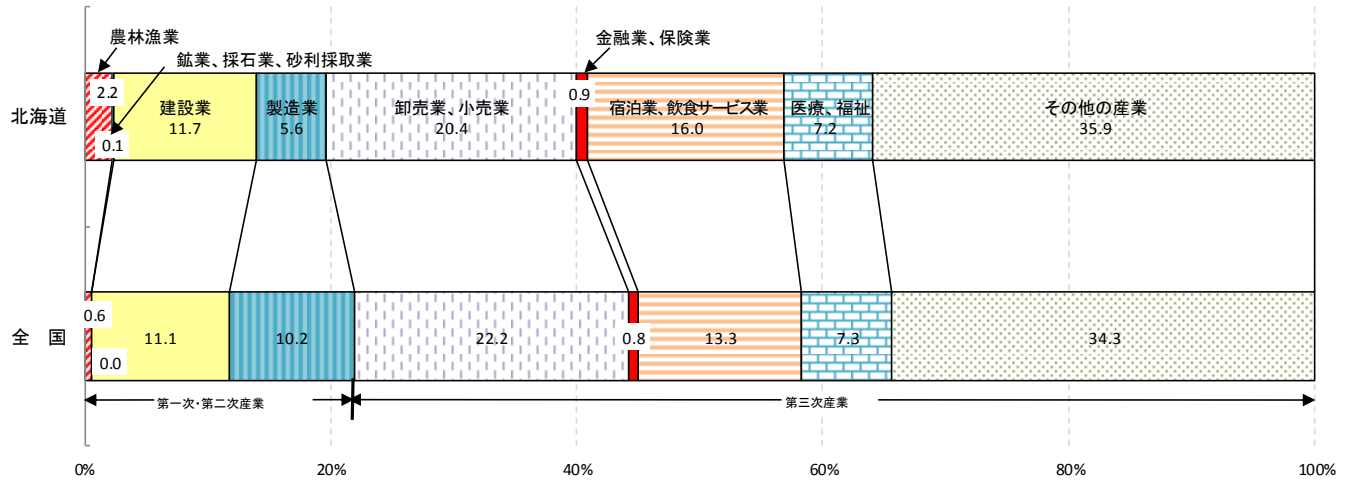 農林漁業
金融業、保険業
鉱業、採石業、砂利採取業
北海道
2.2
0.1
建設業
11.7
製造業
5.6
卸売業、小売業
20.4
0.9
宿泊業、飲食サービス業
16.0
医療、福祉
7.2
その他の産業
35.9
全　国
0.6
0.0
11.1
10.2
22.2
0.8
13.3
7.3
34.3
第一次・第二次産業
第三次産業
0%
20%
40%
60%
80%
100%